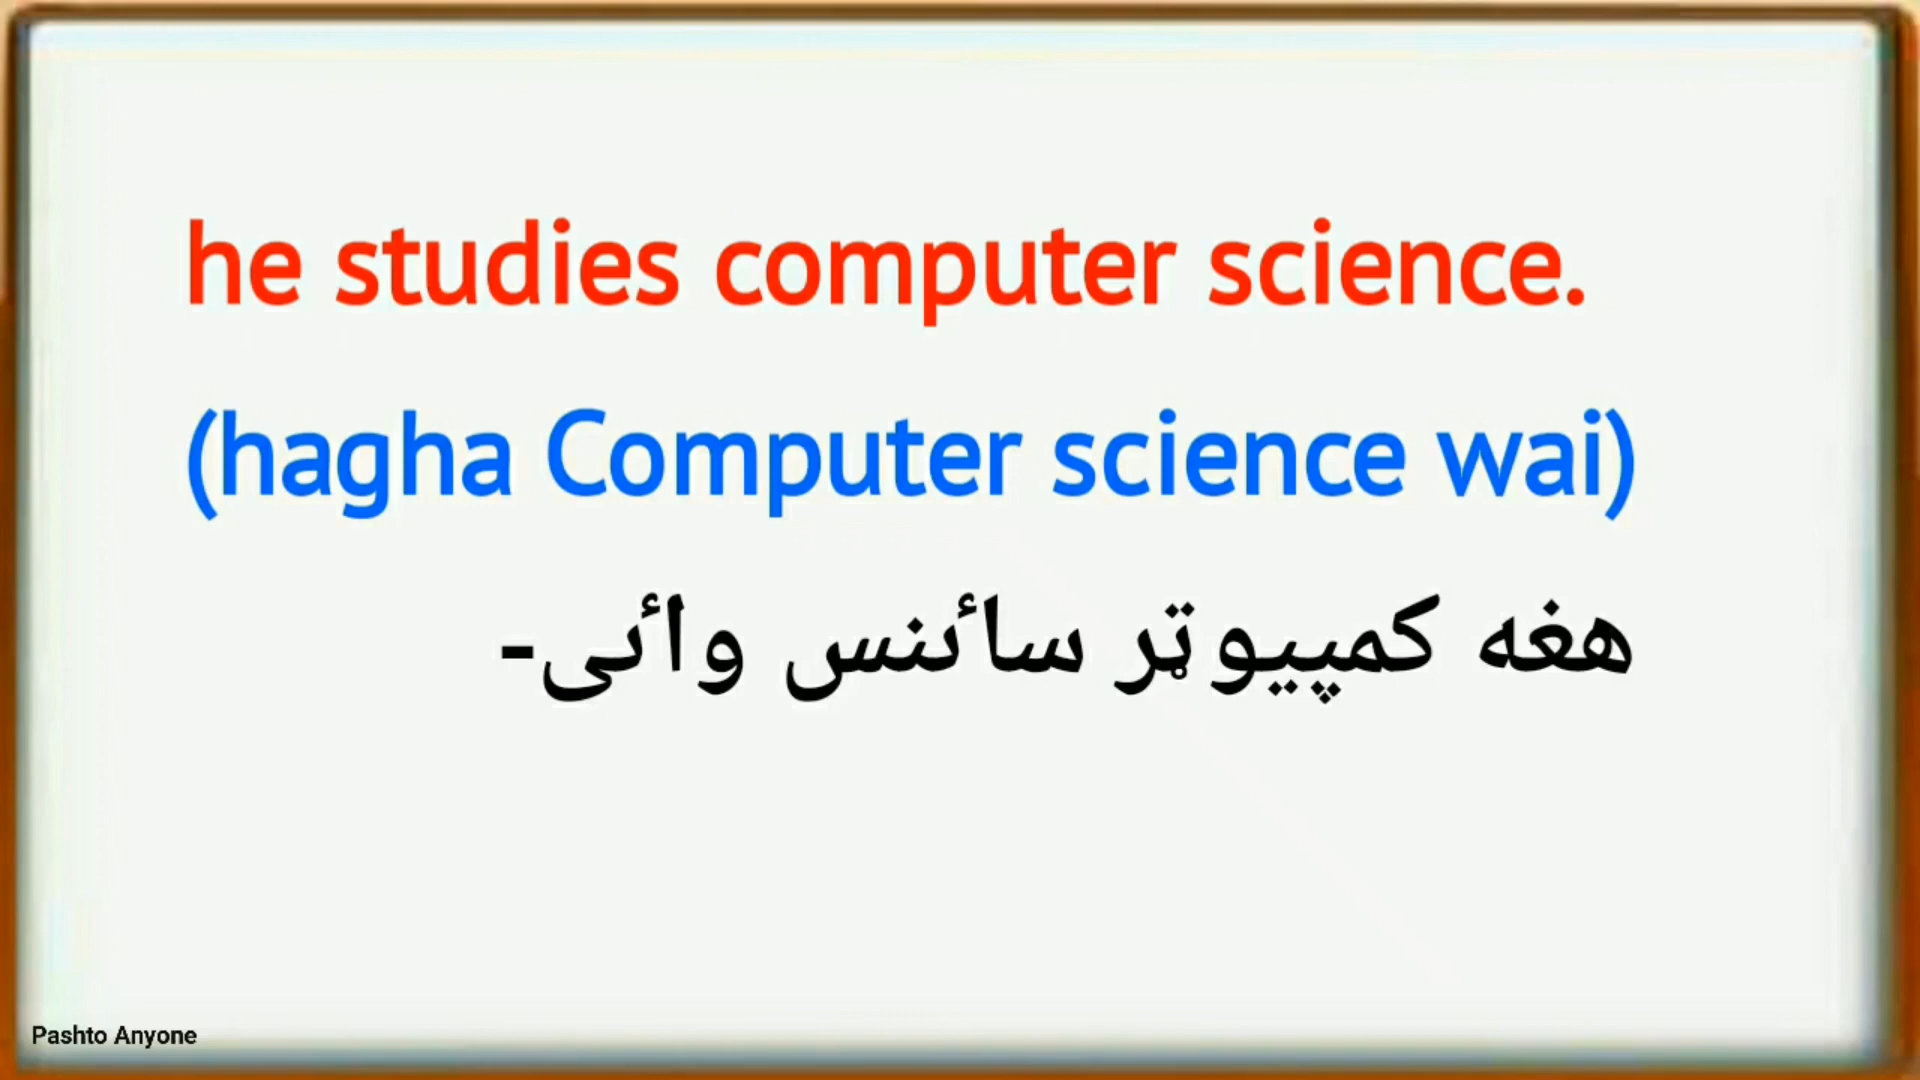 he studies computer science.
(hagha Computer science wai)
هغه کمپیوټر سائنس وائی-
Pashto Anyone